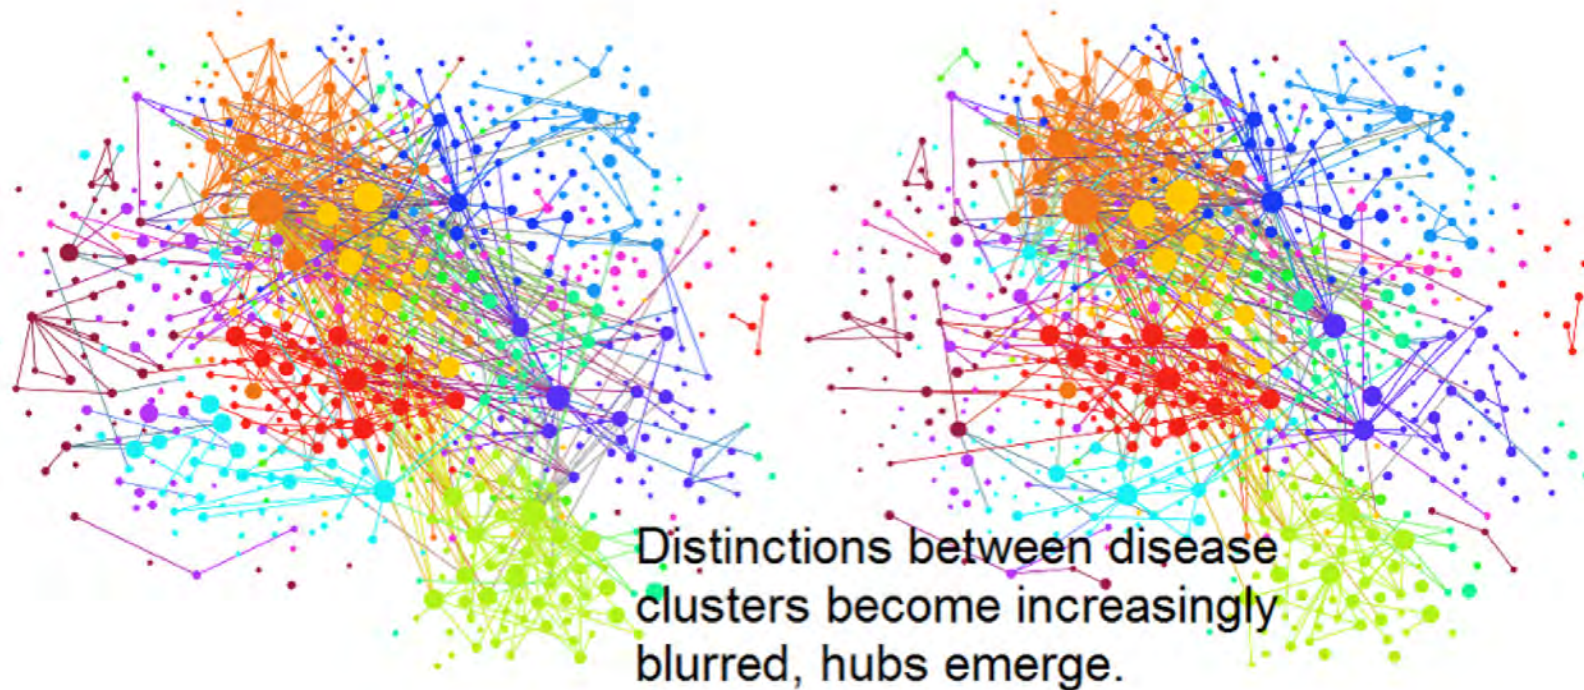 Distinctions between disease
clusters become increasingly
blurred, hubs emerge.